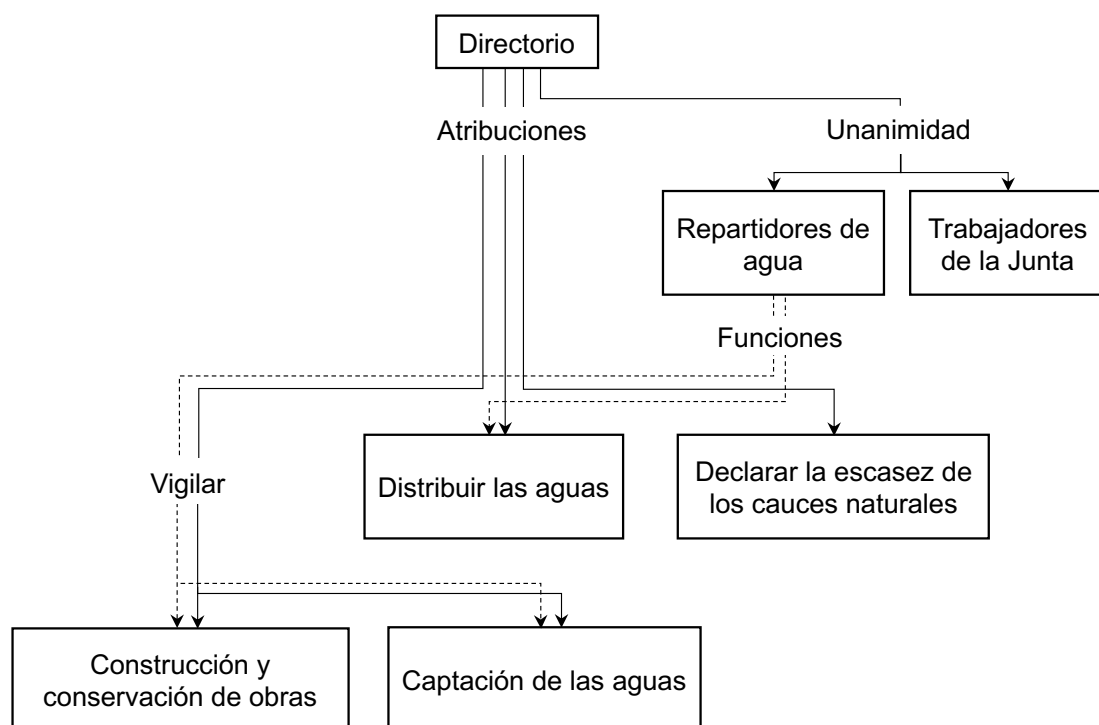 Directorio
Atribuciones
Unanimidad
Repartidores de
agua
Trabajadores
de la Junta
Funciones
Distribuir las aguas
Declarar la escasez de
los cauces naturales
Vigilar
Construcción y
conservación de obras
Captación de las aguas